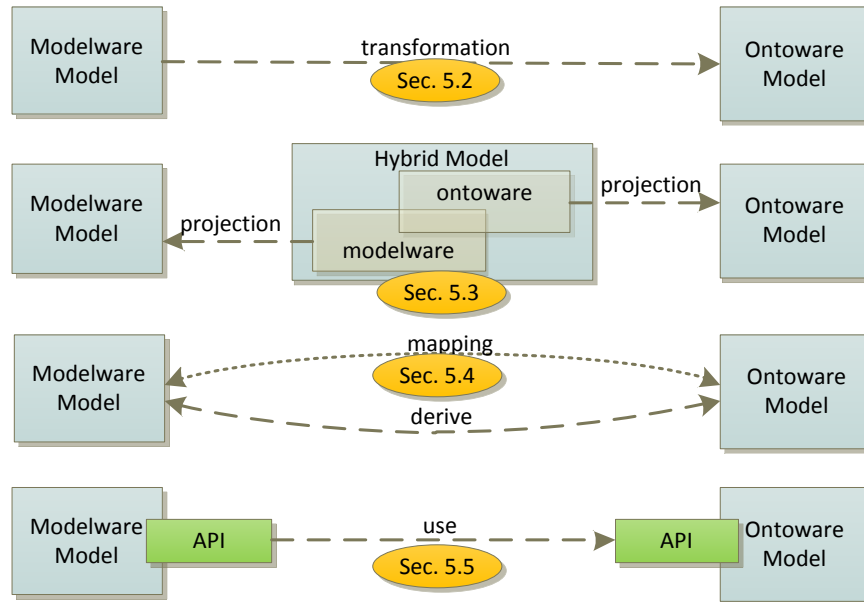 Modelware
Model
transformation
Sec. 5.2
Ontoware
Model
Modelware
Model
projection
Hybrid Model
ontoware
modelware
Sec. 5.3
projection
Ontoware
Model
Modelware
Model
mapping
Sec. 5.4
derive
Ontoware
Model
Modelware
Model
API
use
Sec. 5.5
API
Ontoware
Model